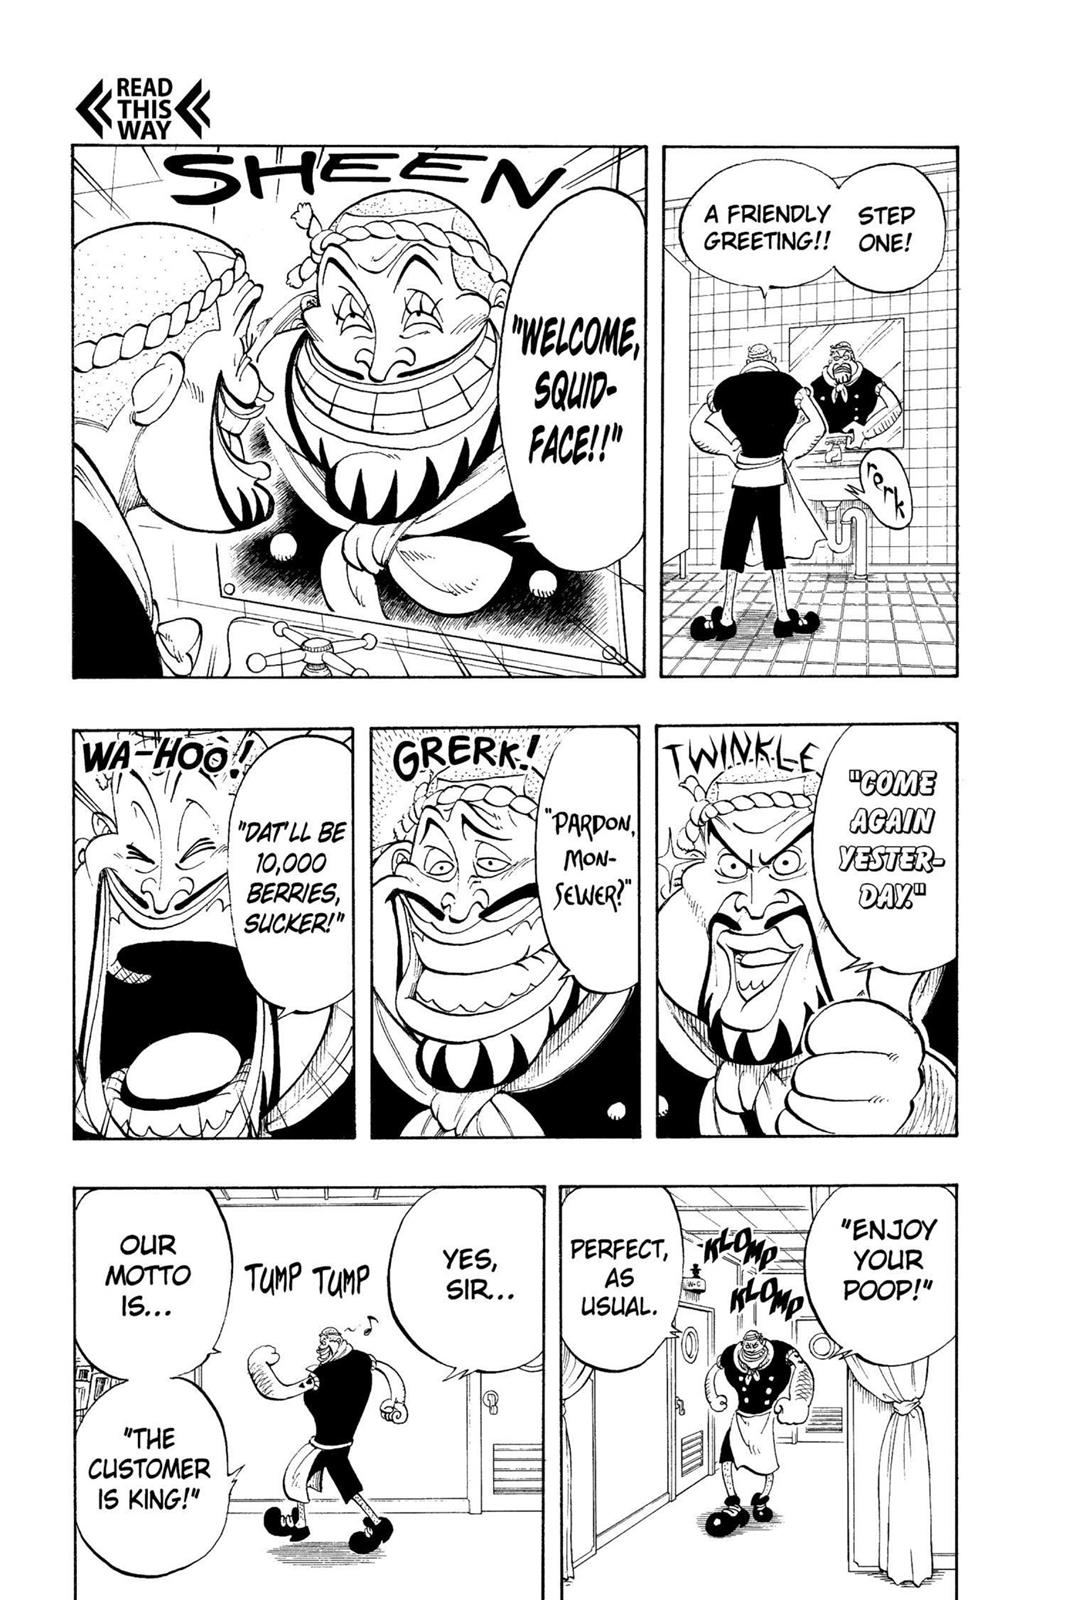 READ
THIS
WAY
STEP
ONE!
A FRIENDLY
GREETING!!
rerk
SHEEN
"WELCOME,
SQUID-
FACE!!"
TWINKLE
"COME
AGAIN
YESTER-
DAY."
GRERK!
"PARDON,
MON-
SEWER?"
WA-HOO!
"DAT'LL BE
10,000
BERRIES,
SUCKER!"
"ENJOY
YOUR
POOP!"
KLOMP
KLOMP
W•C
PERFECT,
AS
USUAL.
YES,
SIR...
TUMP TUMP
OUR
MOTTO
IS...
"THE
CUSTOMER
IS KING!"